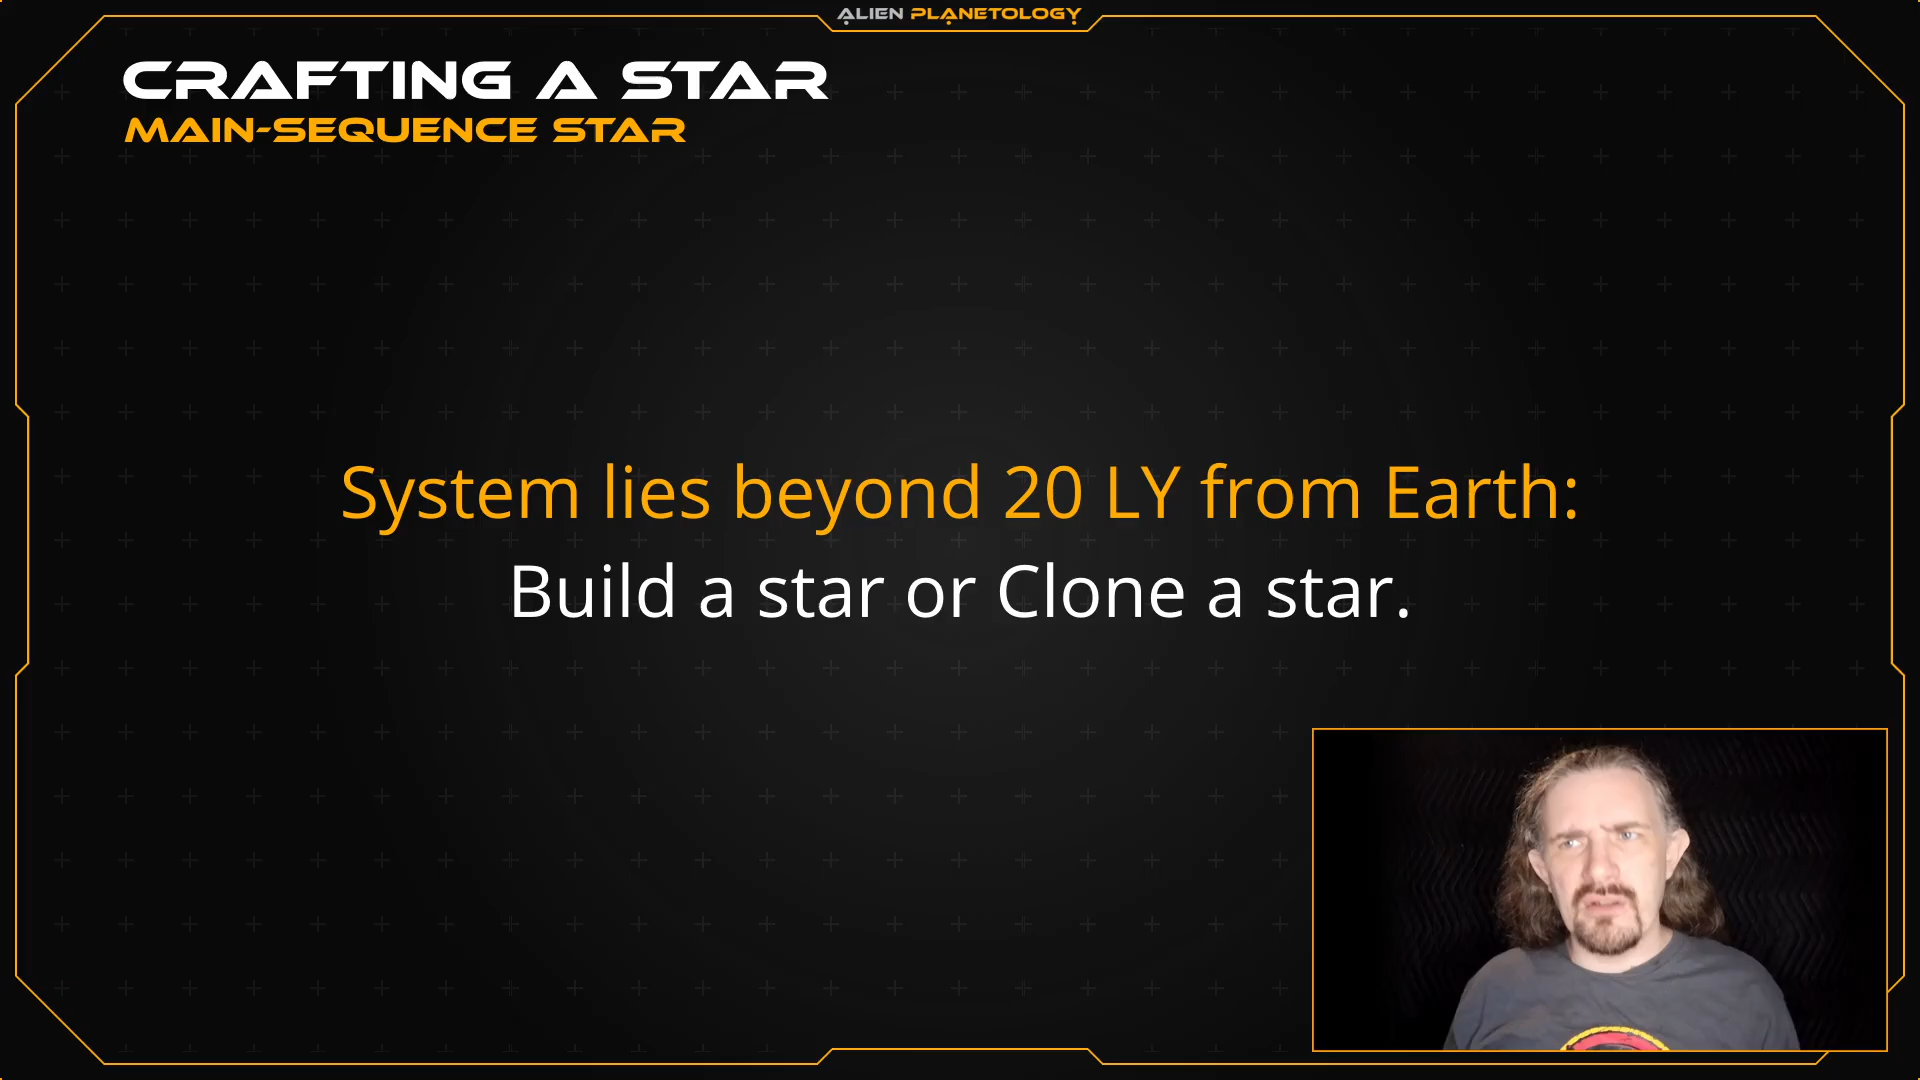 ALIEN PLANETOLOGY
CRAFTING A STAR
MAIN-SEQUENCE STAR
System lies beyond 20 LY from Earth:
Build a star or Clone a star.